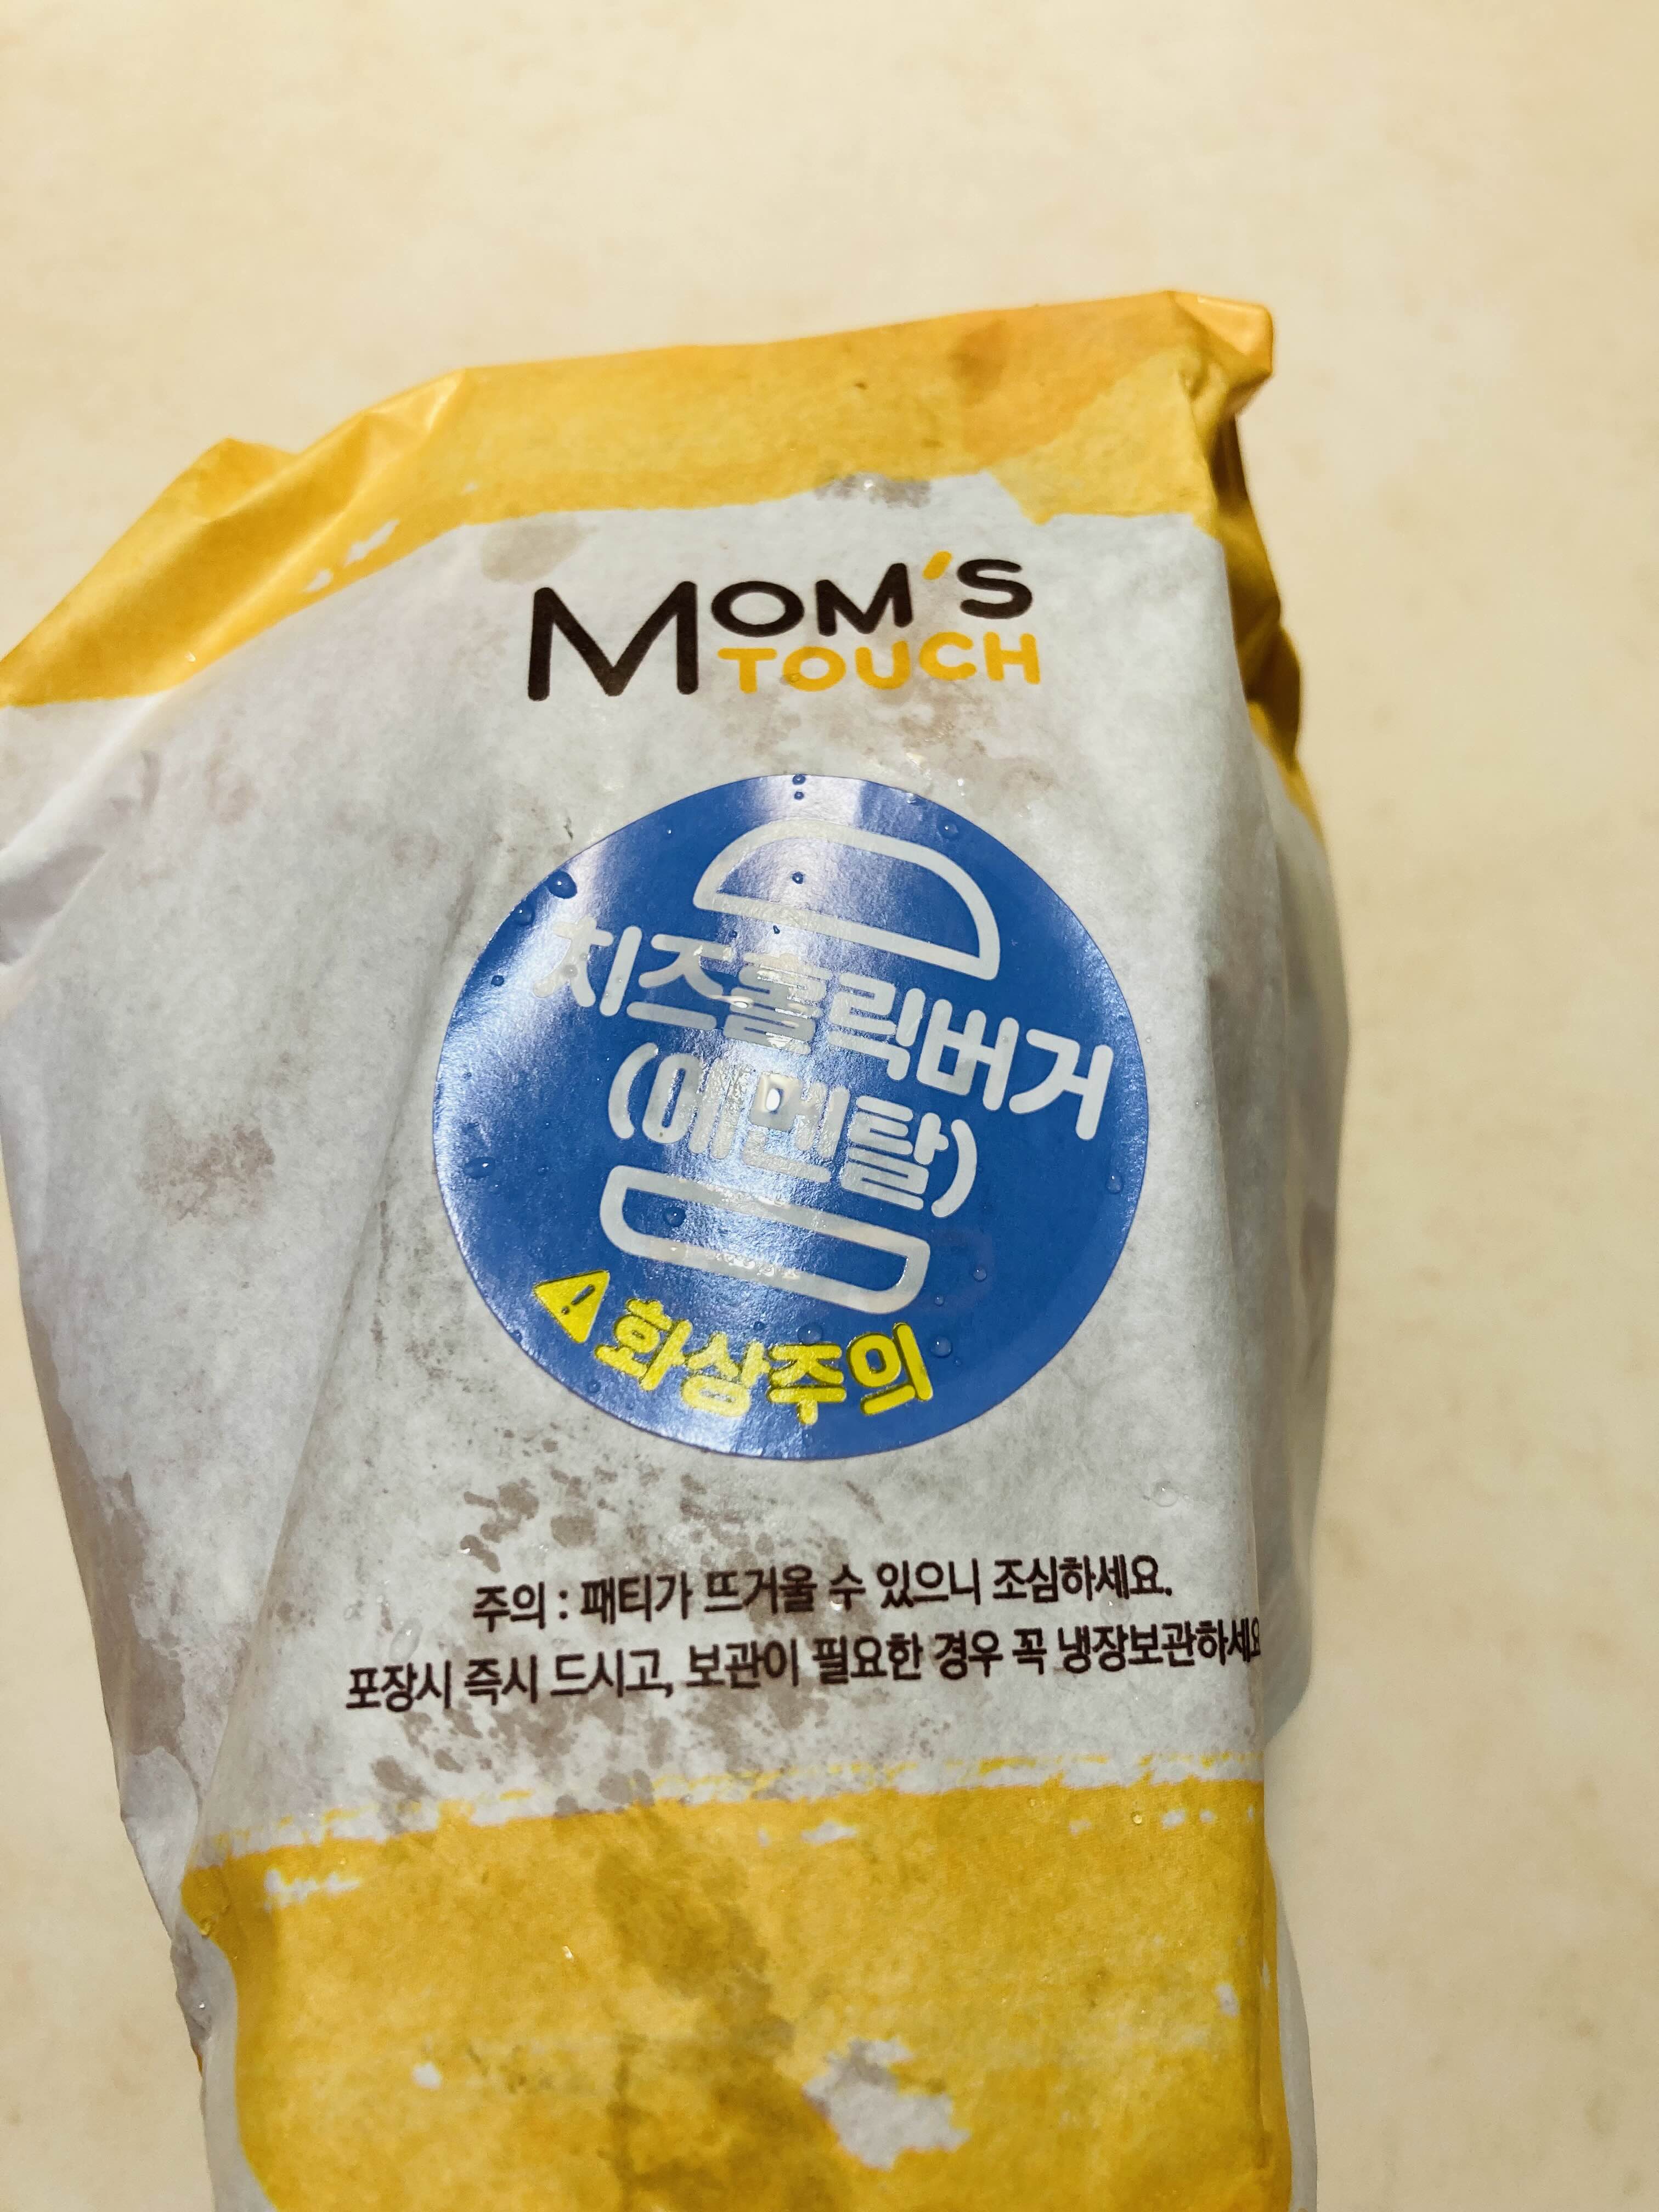 MOM'S
TOUCH
치즈홀릭버거
(에멘탈)
화상주의
주의 : 패티가 뜨거울 수 있으니 조심하세요.
포장시 즉시 드시고, 보관이 필요한 경우 꼭 냉장보관하세요